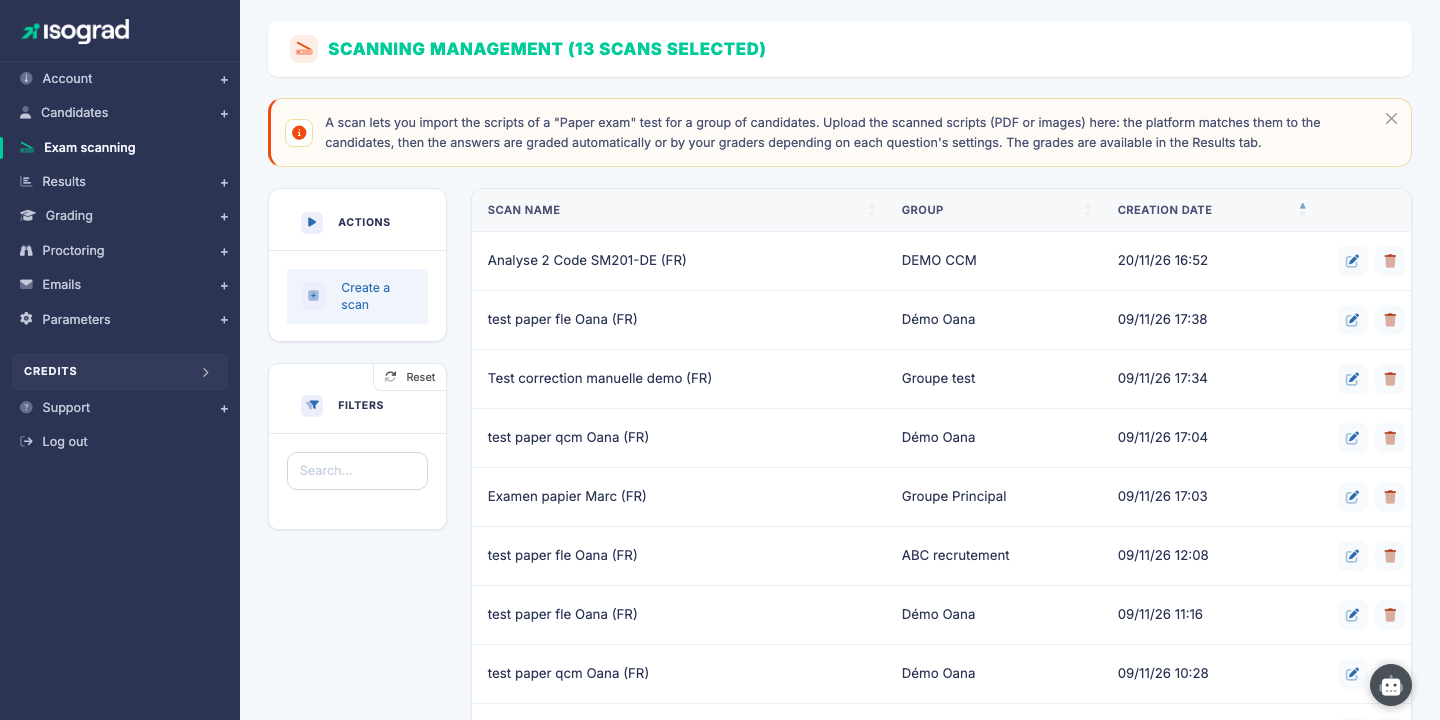 isograd
Account
Candidates
Exam scanning
Results
Grading
Proctoring
Emails
Parameters
CREDITS
Support
Log out
SCANNING MANAGEMENT (13 SCANS SELECTED)
A scan lets you import the scripts of a "Paper exam" test for a group of candidates. Upload the scanned scripts (PDF or images) here: the platform matches them to the
candidates, then the answers are graded automatically or by your graders depending on each question's settings. The grades are available in the Results tab.
ACTIONS
Create a
scan
Reset
FILTERS
Search...
SCAN NAME GROUP CREATION DATE
Analyse 2 Code SM201-DE (FR) DEMO CCM 20/11/26 16:52
test paper fle Oana (FR) Démo Oana 09/11/26 17:38
Test correction manuelle demo (FR) Groupe test 09/11/26 17:34
test paper qcm Oana (FR) Démo Oana 09/11/26 17:04
Examen papier Marc (FR) Groupe Principal 09/11/26 17:03
test paper fle Oana (FR) ABC recrutement 09/11/26 12:08
test paper fle Oana (FR) Démo Oana 09/11/26 11:16
test paper qcm Oana (FR) Démo Oana 09/11/26 10:28